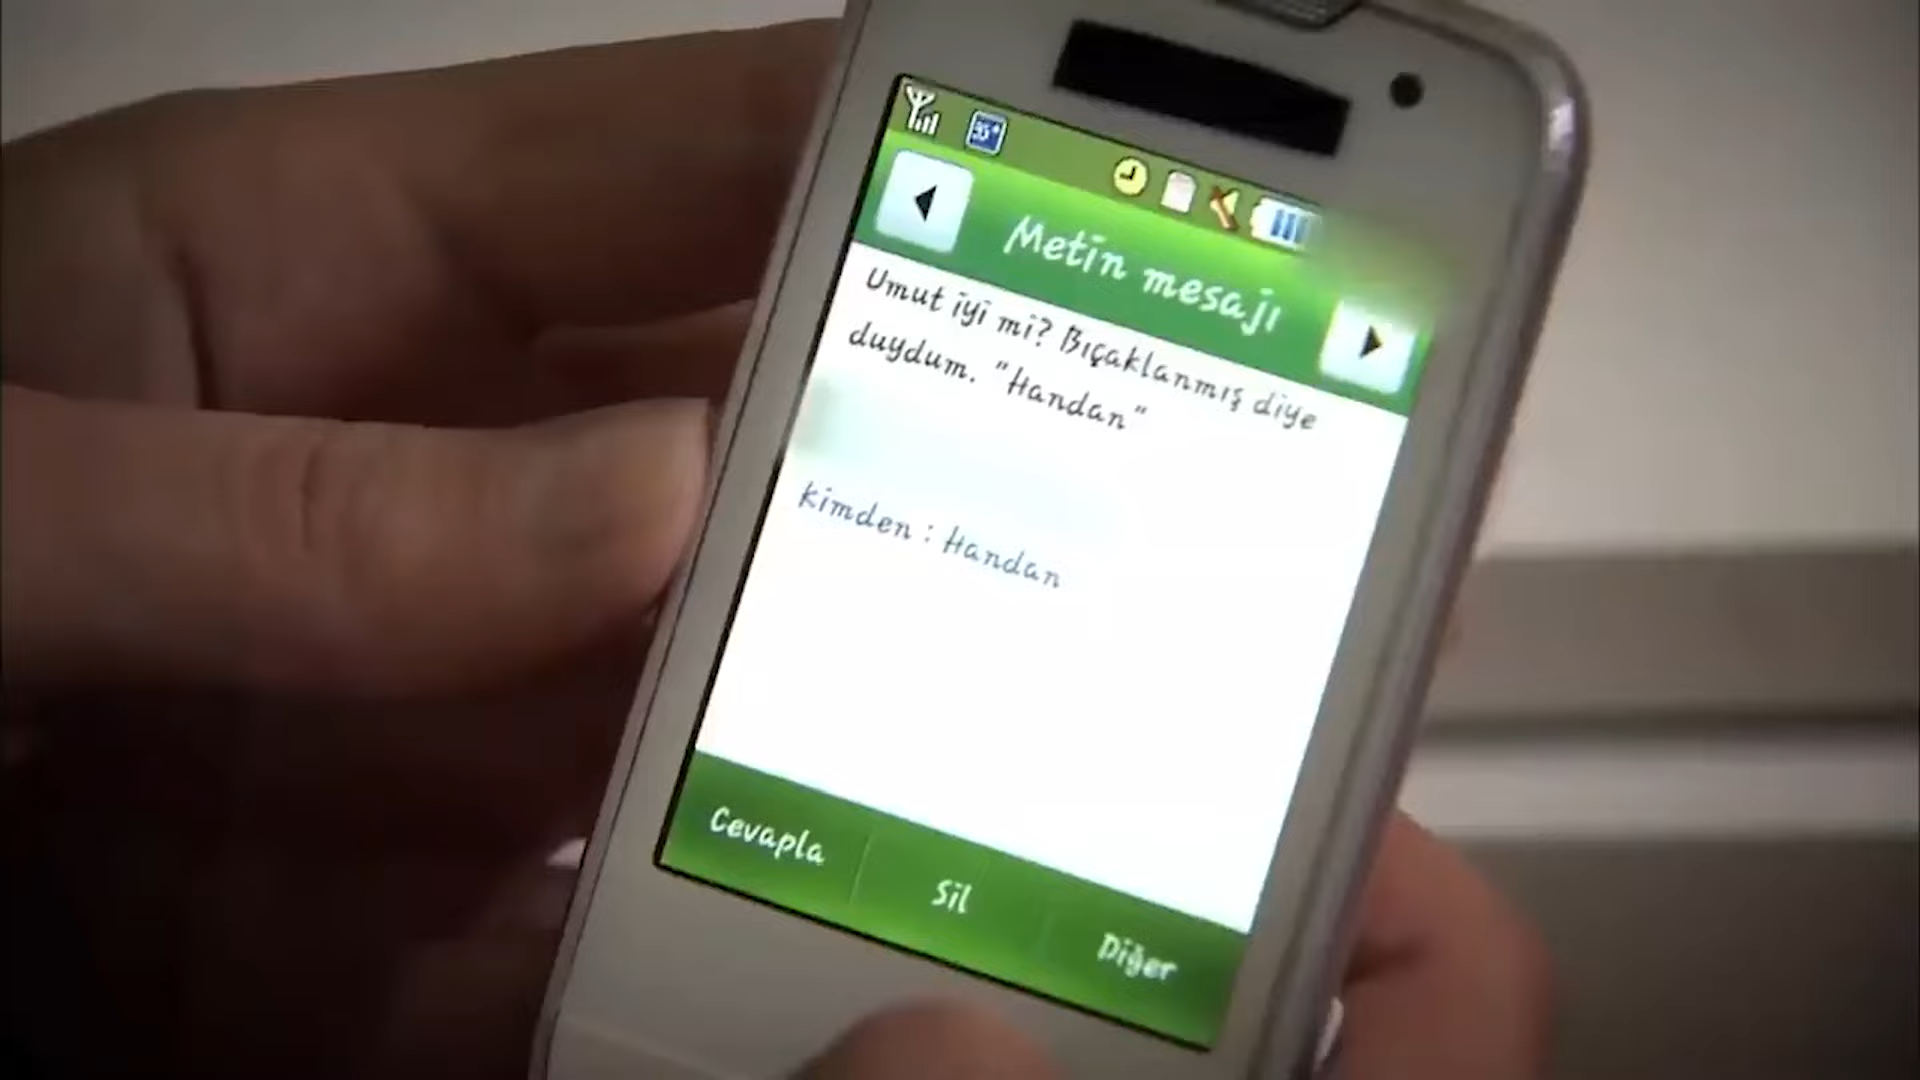 Metin mesajı
Umut iyi mi? Bıçaklanmış diye
duydum. "Handan"
kimden : Handan
Cevapla
Sil
Diğer